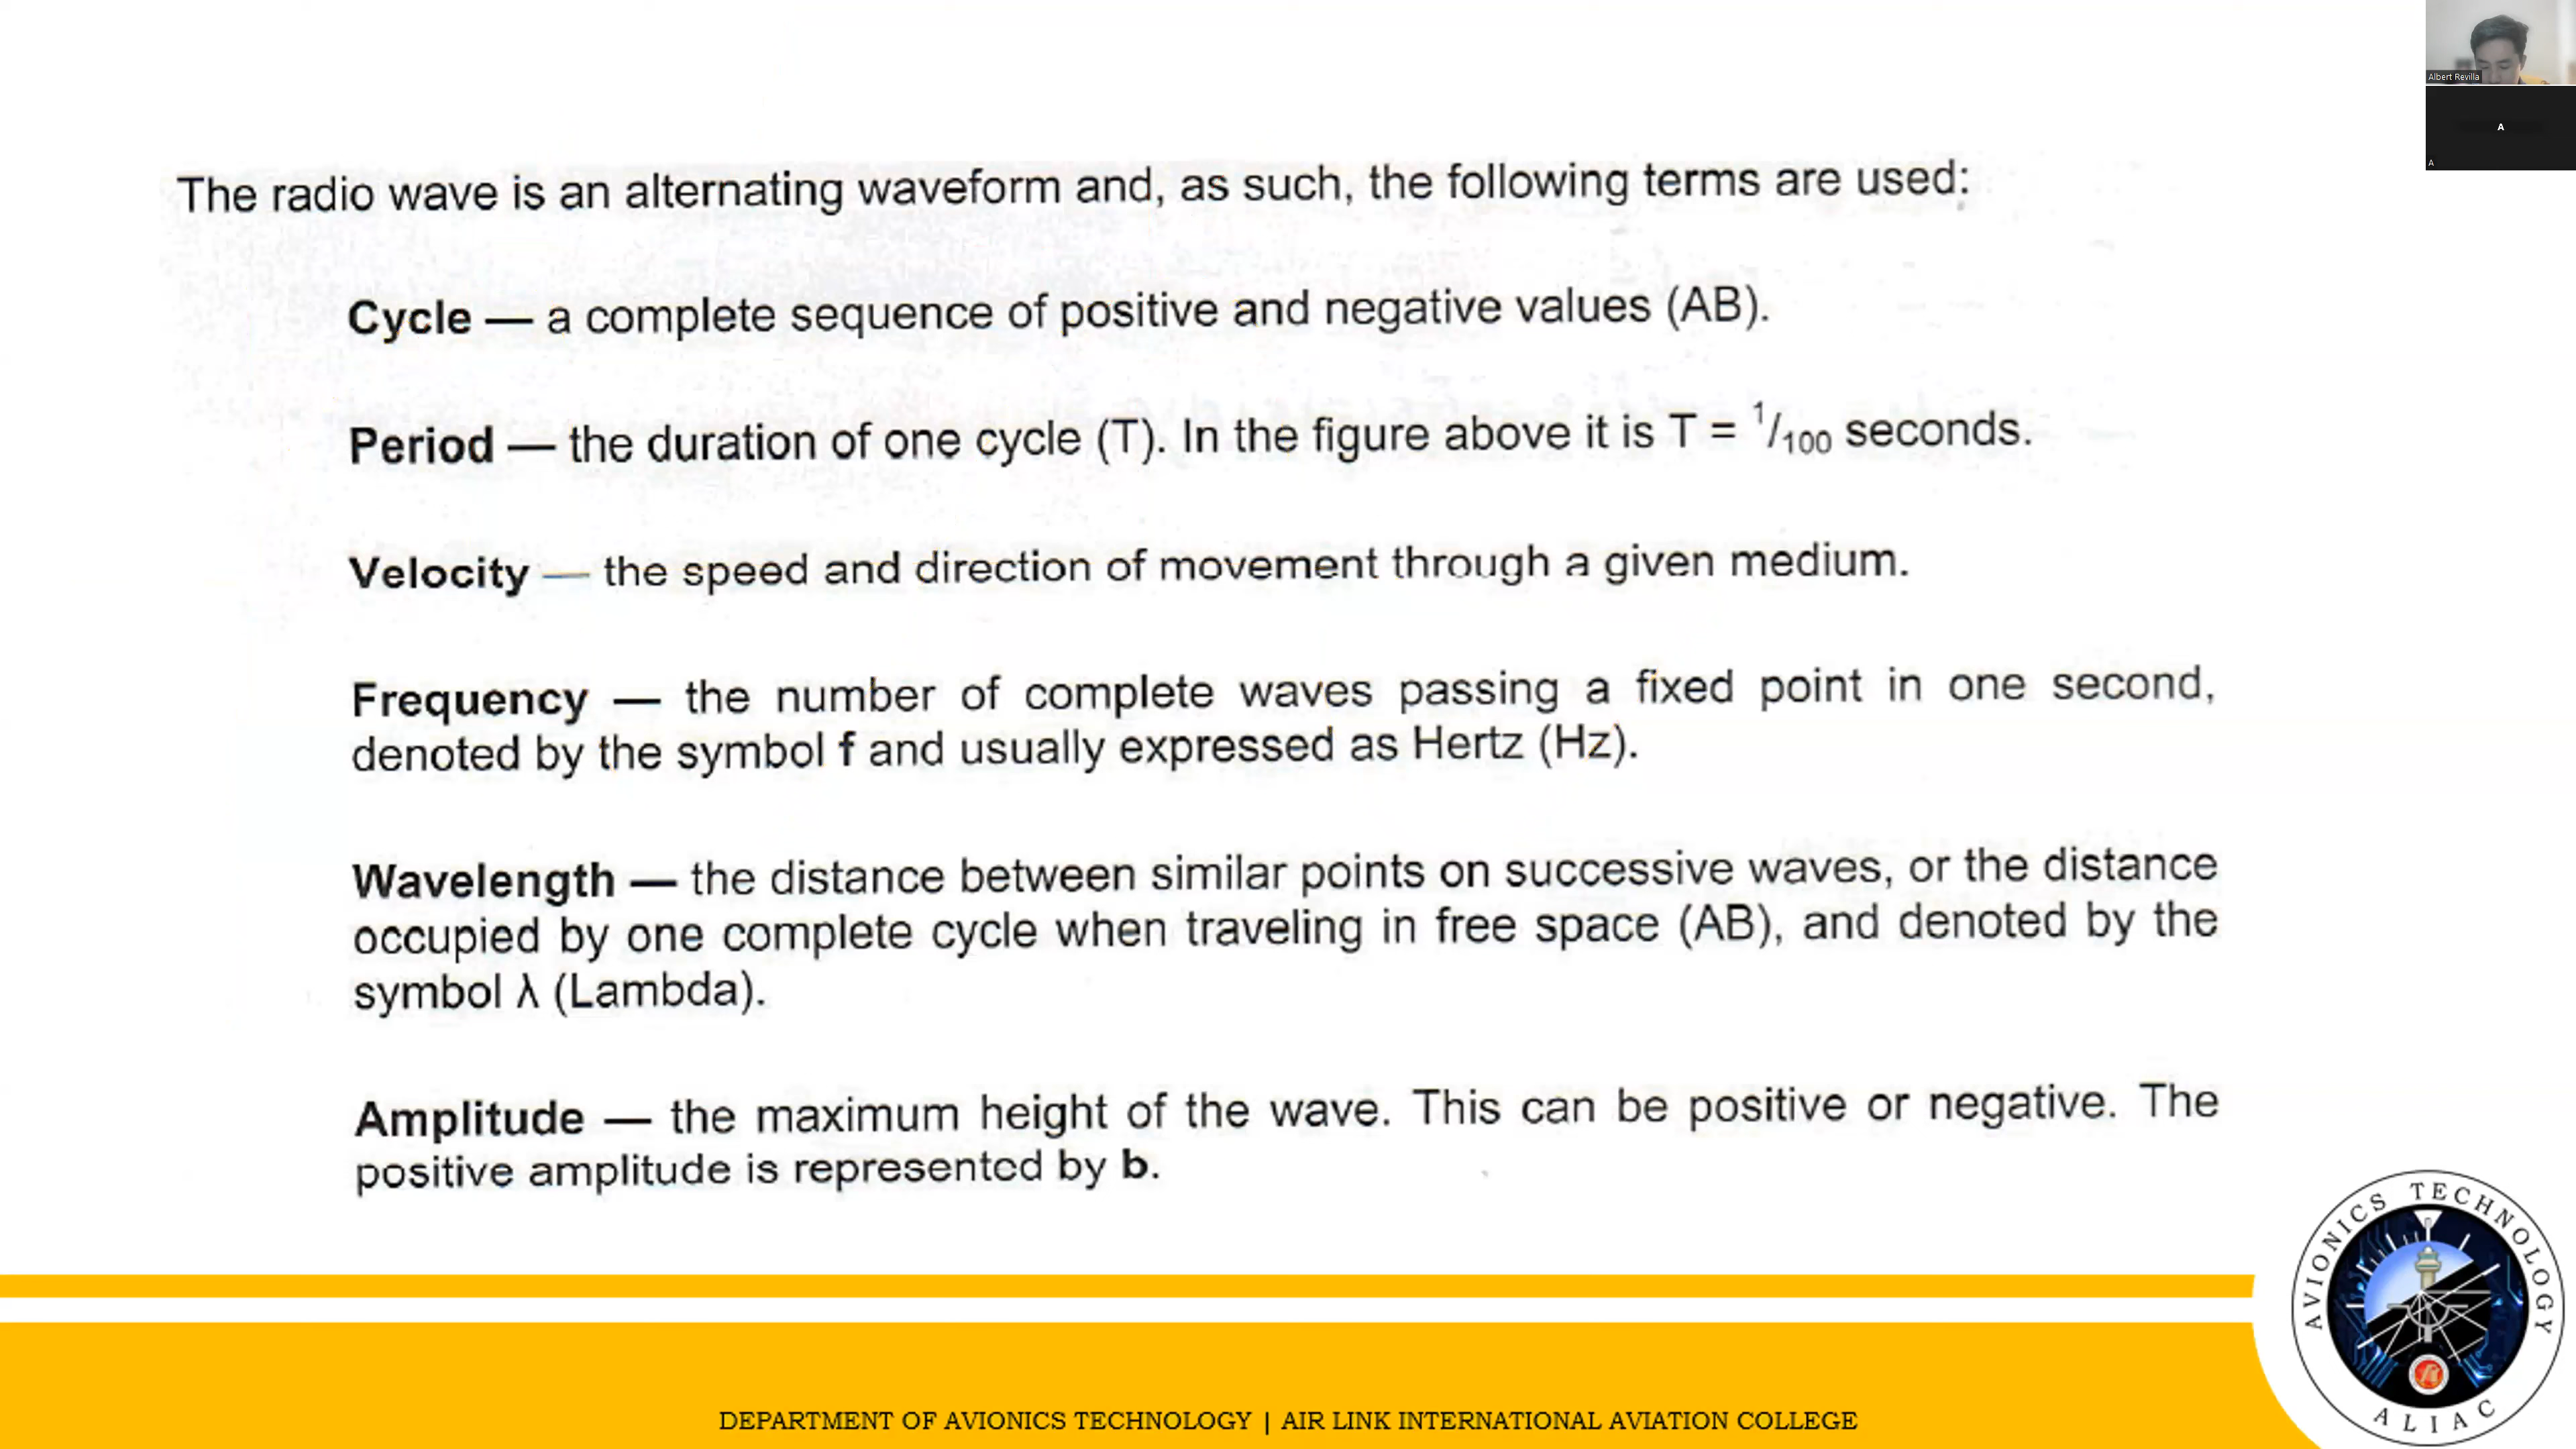 Albert Revilla
A
A
The radio wave is an alternating waveform and, as such, the following terms are used:
Cycle — a complete sequence of positive and negative values (AB).
Period — the duration of one cycle (T). In the figure above it is T = 1/100 seconds.
Velocity — the speed and direction of movement through a given medium.
Frequency — the number of complete waves passing a fixed point in one second,
denoted by the symbol f and usually expressed as Hertz (Hz).
Wavelength — the distance between similar points on successive waves, or the distance
occupied by one complete cycle when traveling in free space (AB), and denoted by the
symbol λ (Lambda).
Amplitude — the maximum height of the wave. This can be positive or negative. The
positive amplitude is represented by b.
AVIONICS TECHNOLOGY
ALIAC
DEPARTMENT OF AVIONICS TECHNOLOGY | AIR LINK INTERNATIONAL AVIATION COLLEGE